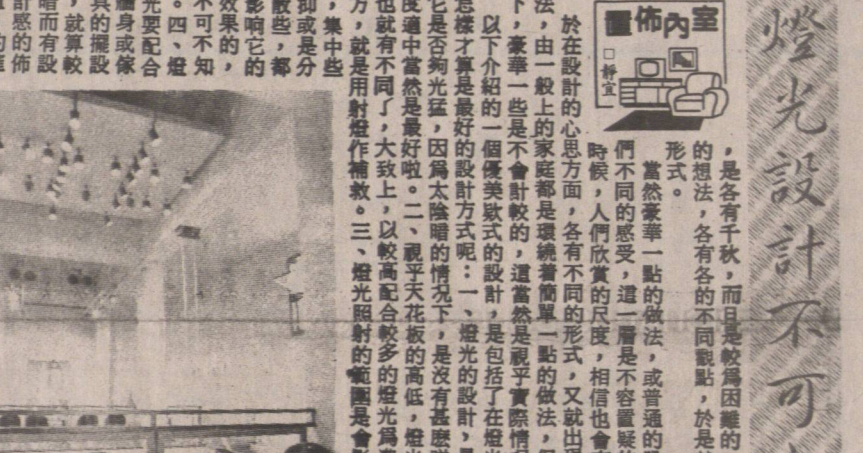 燈光設計不可
室內佈置
□靜宜
，是各有千秋，而且是較爲困難的
的想法，各有各的不同觀點，於是
形式。
當然豪華一點的做法，或普通的
們不同的感受，這一層是不容置疑
時候，人們欣賞的尺度，相信也會
於在設計的心思方面，各有不同的形式，又就出
法，由一般上的家庭都是環繞着簡單一點的做法，
下，豪華一些是不會計較的，這當然是視乎實際情
以下介紹的一個優美欵式的設計，是包括了在燈
怎樣才算是最好的設計方式呢：一、燈光的設計，
它是否夠光猛，因爲太陰暗的情況下，是沒有甚麼
度適中當然是最好啦。二、視乎天花板的高低，燈
也就有不同了，大致上，以較高配合較多的燈光爲
方，就是用射燈作補救。三、燈光照射的範圍是會
，集中些
抑或是分
散些，都
影响它的
效果的，
不可不知
。四、燈
光要配合
牆身或傢
具的擺設
，就算較
暗而有設
計感的佈